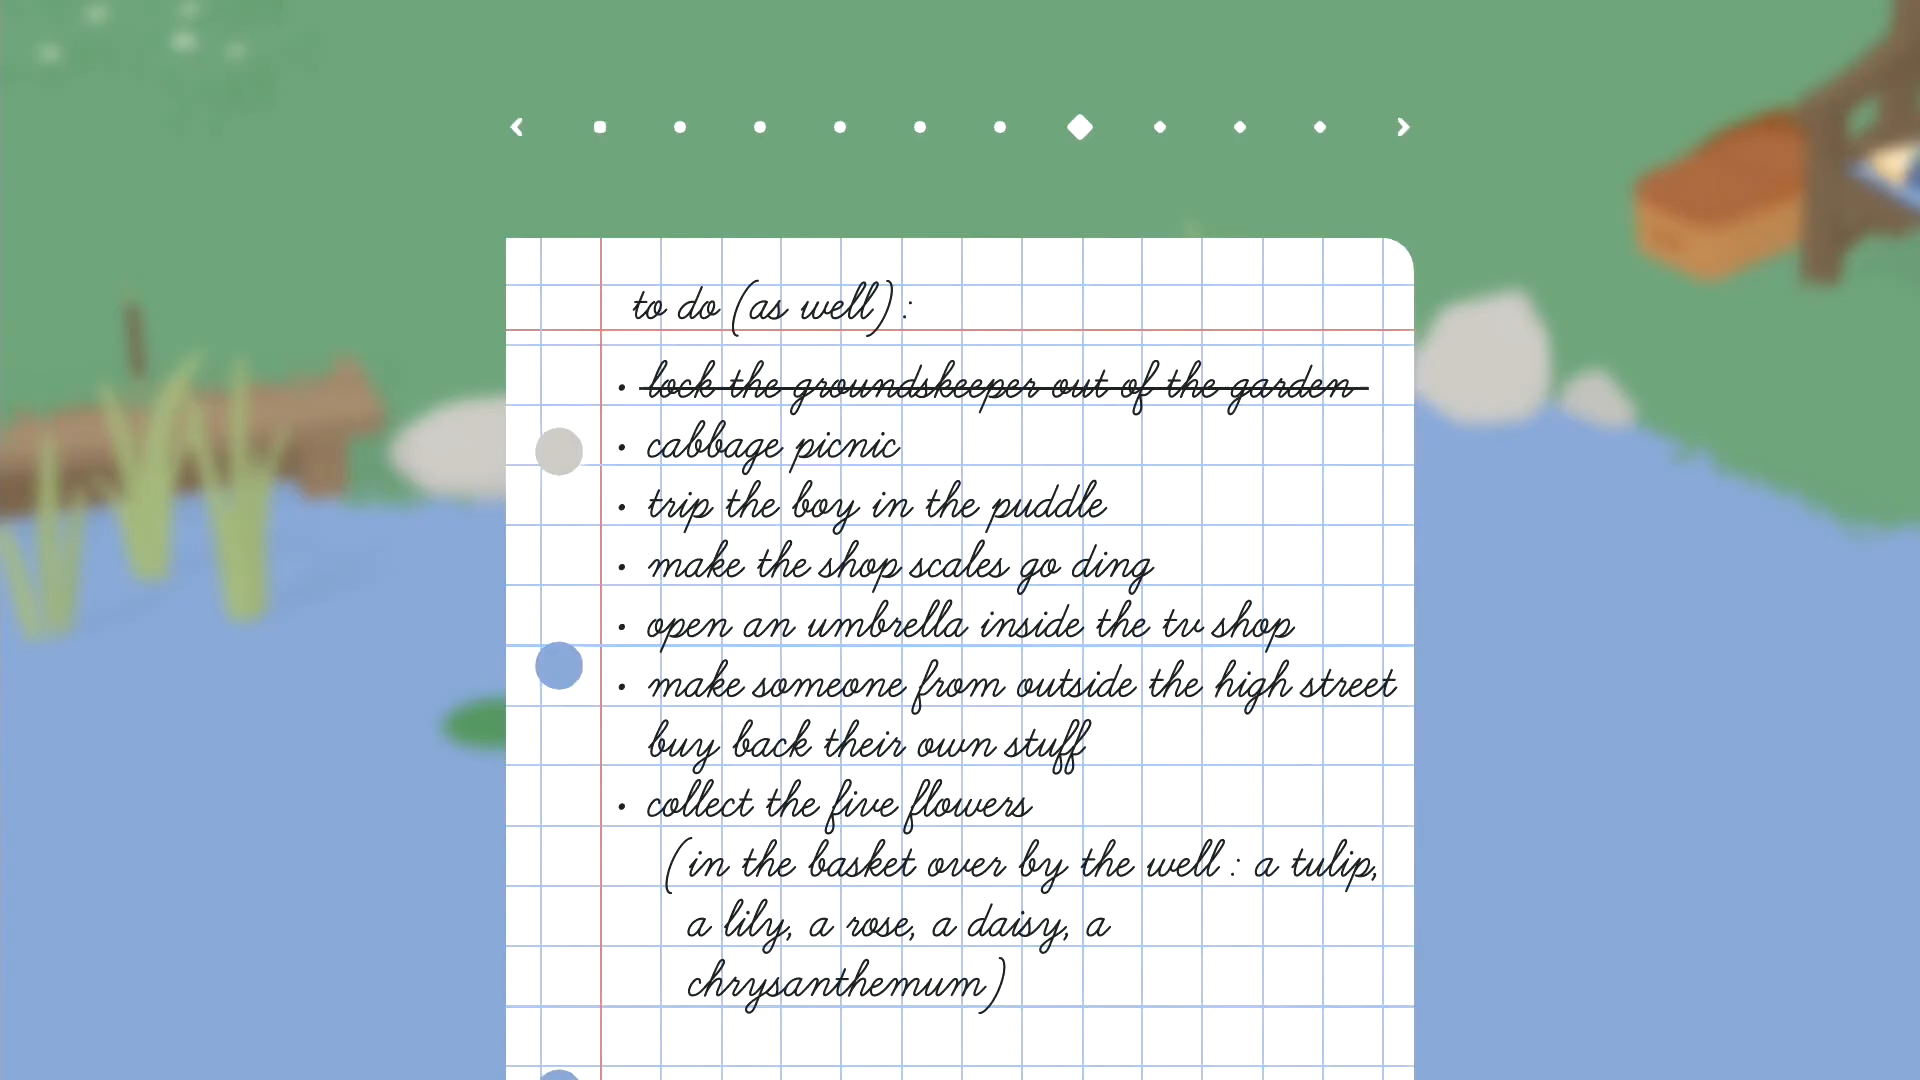 to do (as well) :
• lock the groundskeeper out of the garden
• cabbage picnic
• trip the boy in the puddle
• make the shop scales go ding
• open an umbrella inside the tv shop
• make someone from outside the high street
buy back their own stuff
• collect the five flowers
(in the basket over by the well : a tulip,
a lily, a rose, a daisy, a
chrysanthemum)